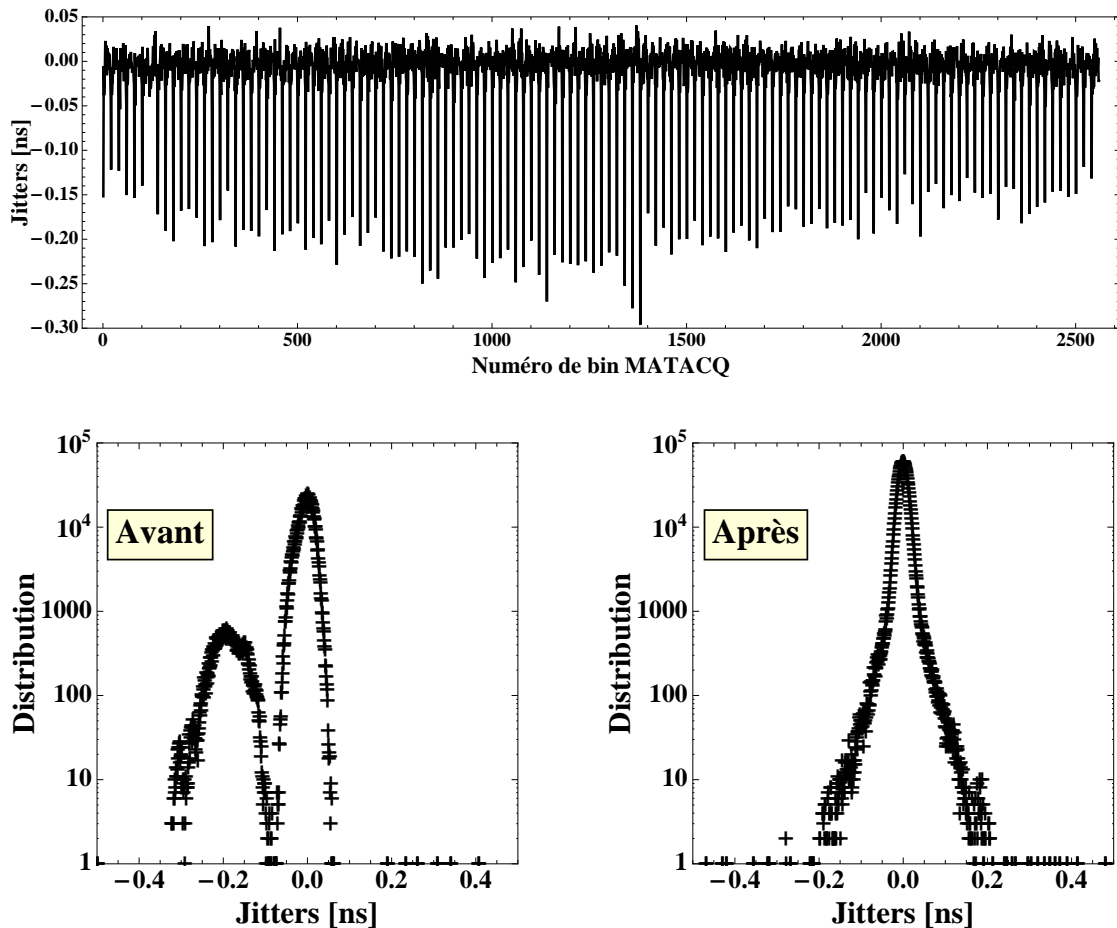 0.05
0.00
−0.05
−0.10
−0.15
−0.20
−0.25
−0.30
Jitters [ns]
0 500 1000 1500 2000 2500
Numéro de bin MATACQ
10^5
10^4
1000
100
10
1
Distribution
Avant
−0.4 −0.2 0.0 0.2 0.4
Jitters [ns]
10^5
10^4
1000
100
10
1
Distribution
Après
−0.4 −0.2 0.0 0.2 0.4
Jitters [ns]